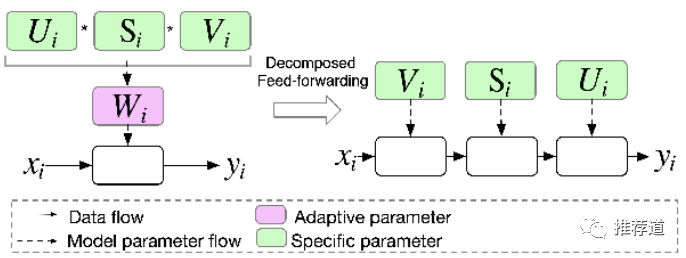 U_i * S_i * V_i
Decomposed
Feed-forwarding
W_i
x_i y_i
V_i S_i U_i
x_i y_i
Data flow
Adaptive parameter
Model parameter flow
Specific parameter
推荐道